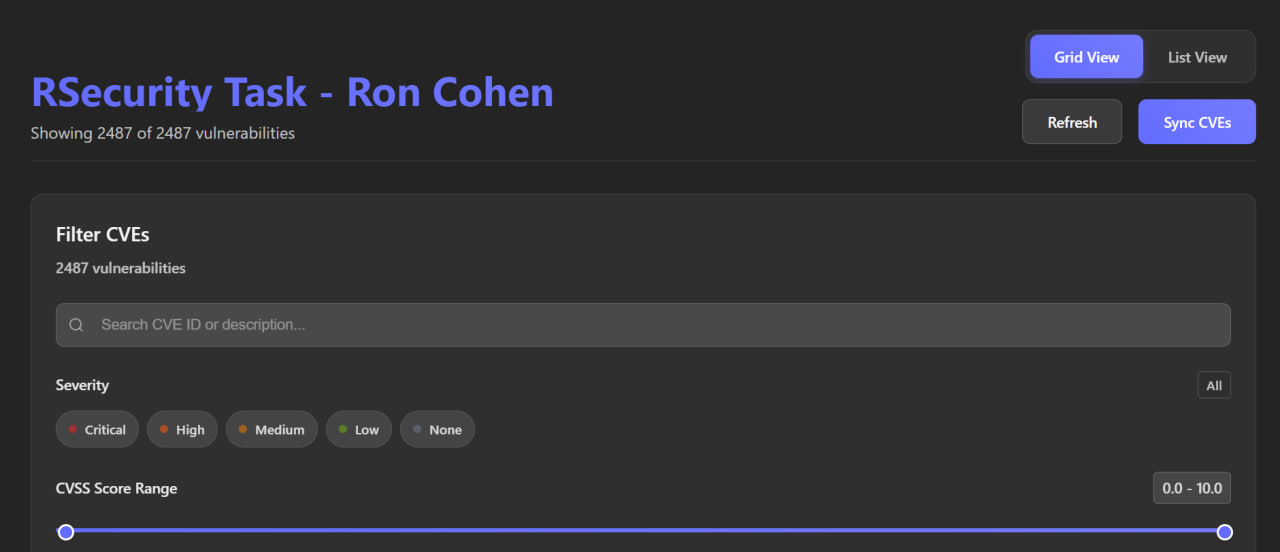 Grid View List View
RSecurity Task - Ron Cohen
Showing 2487 of 2487 vulnerabilities
Refresh Sync CVEs
Filter CVEs
2487 vulnerabilities
Search CVE ID or description...
Severity All
Critical High Medium Low None
CVSS Score Range 0.0 - 10.0